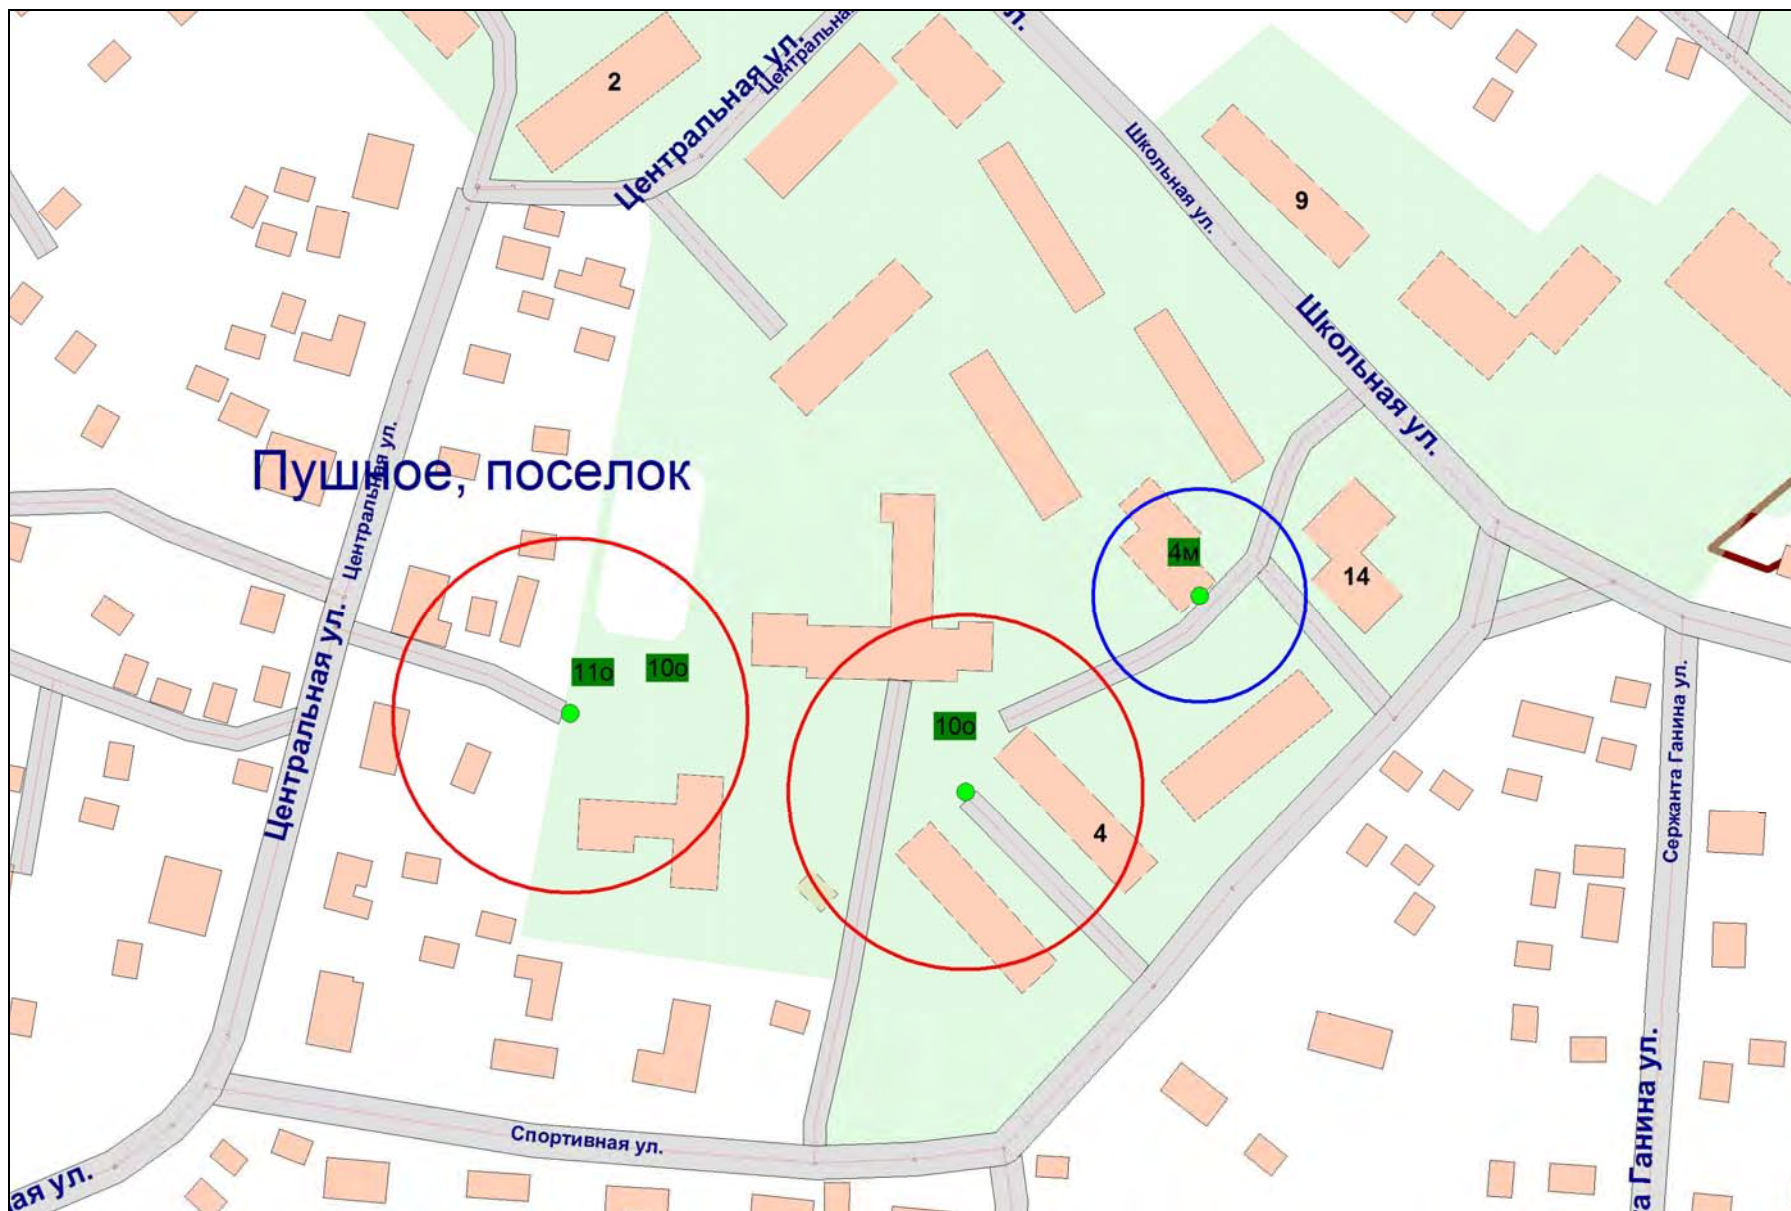 ул.
Центральная
2
Центральная ул.
Школьная ул.
9
Школьная ул.
Центральная ул.
Пушное, поселок
4м
14
11о
10о
10о
Центральная ул.
4
Сержанта Ганина ул.
Спортивная ул.
а Ганина ул.
ая ул.